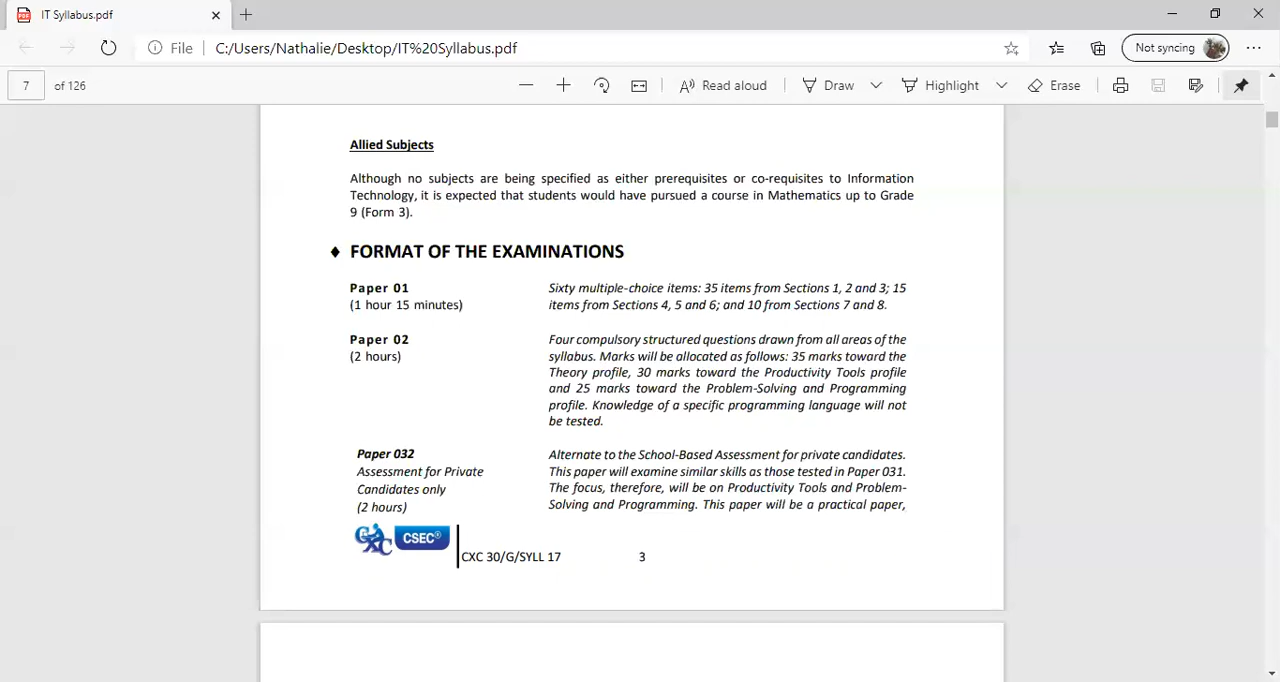 IT Syllabus.pdf
File
C:/Users/Nathalie/Desktop/IT%20Syllabus.pdf
Not syncing
7 of 126
Read aloud
Draw
Highlight
Erase
Allied Subjects
Although no subjects are being specified as either prerequisites or co-requisites to Information
Technology, it is expected that students would have pursued a course in Mathematics up to Grade
9 (Form 3).
♦ FORMAT OF THE EXAMINATIONS
Paper 01
(1 hour 15 minutes)
Sixty multiple-choice items: 35 items from Sections 1, 2 and 3; 15
items from Sections 4, 5 and 6; and 10 from Sections 7 and 8.
Paper 02
(2 hours)
Four compulsory structured questions drawn from all areas of the
syllabus. Marks will be allocated as follows: 35 marks toward the
Theory profile, 30 marks toward the Productivity Tools profile
and 25 marks toward the Problem-Solving and Programming
profile. Knowledge of a specific programming language will not
be tested.
Paper 032
Assessment for Private
Candidates only
(2 hours)
Alternate to the School-Based Assessment for private candidates.
This paper will examine similar skills as those tested in Paper 031.
The focus, therefore, will be on Productivity Tools and Problem-
Solving and Programming. This paper will be a practical paper,
CXC
CSEC®
CXC 30/G/SYLL 17
3